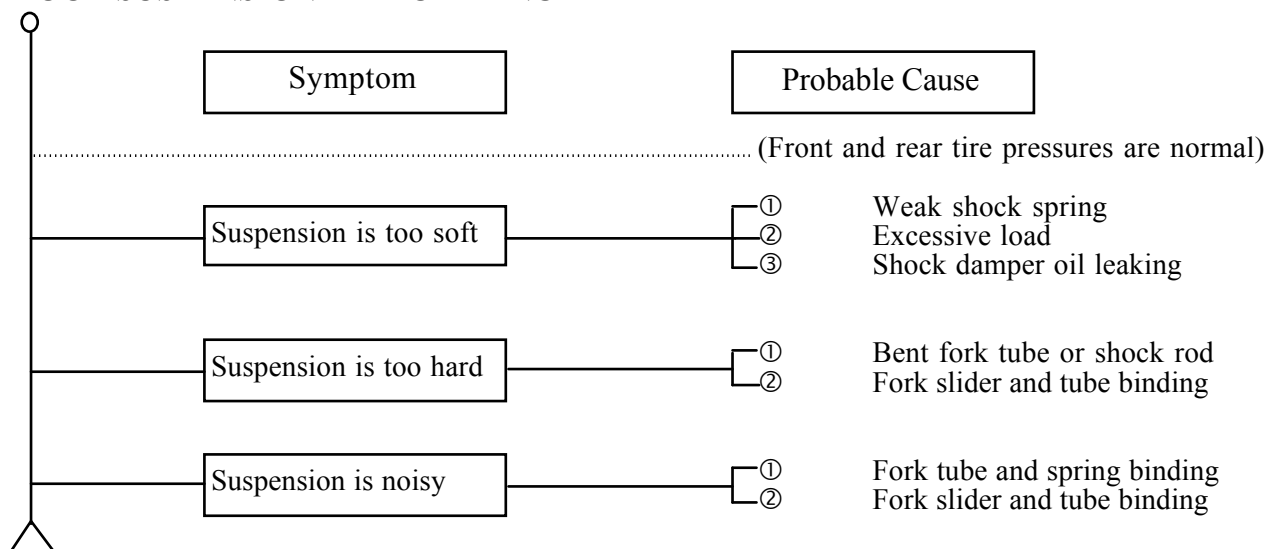 Symptom
Probable Cause
(Front and rear tire pressures are normal)
Suspension is too soft
① Weak shock spring
② Excessive load
③ Shock damper oil leaking
Suspension is too hard
① Bent fork tube or shock rod
② Fork slider and tube binding
Suspension is noisy
① Fork tube and spring binding
② Fork slider and tube binding